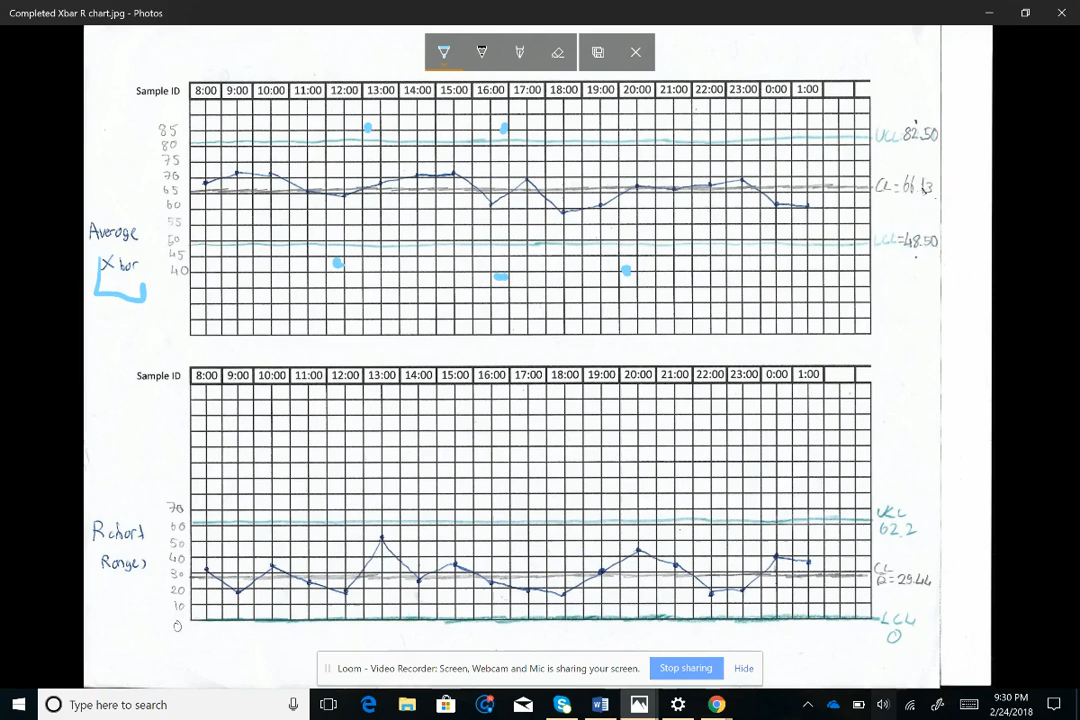 Completed Xbar R chart.jpg - Photos
Sample ID 8:00 9:00 10:00 11:00 12:00 13:00 14:00 15:00 16:00 17:00 18:00 19:00 20:00 21:00 22:00 23:00 0:00 1:00
85
80
75
70
65
60
55
50
45
40
UCL 82.50
CL = 66.13
LCL = 48.50
Average
X bar
Sample ID 8:00 9:00 10:00 11:00 12:00 13:00 14:00 15:00 16:00 17:00 18:00 19:00 20:00 21:00 22:00 23:00 0:00 1:00
70
60
50
40
30
20
10
0
R chart
Ranges
UCL
62.2
CL
R = 29.44
LCL
0
Loom - Video Recorder: Screen, Webcam and Mic is sharing your screen. Stop sharing Hide
Type here to search
9:30 PM
2/24/2018